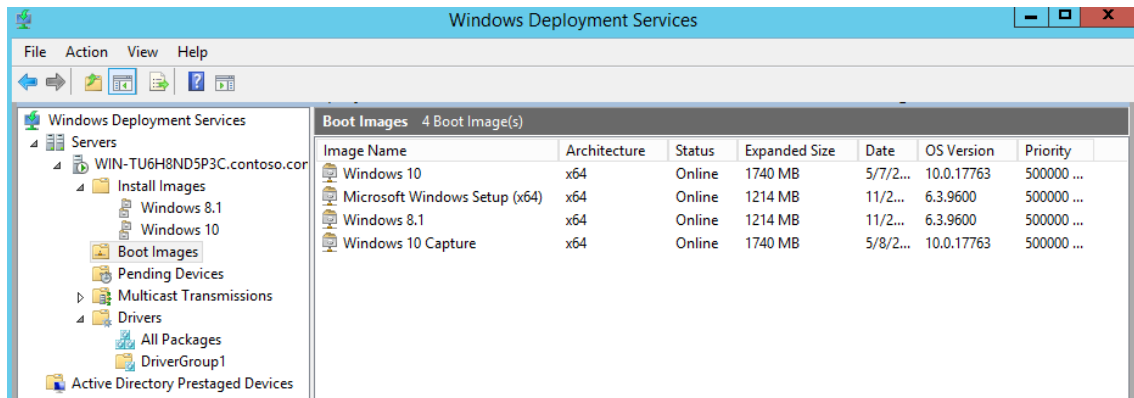 Windows Deployment Services
File Action View Help
Windows Deployment Services
Servers
WIN-TU6H8ND5P3C.contoso.cor
Install Images
Windows 8.1
Windows 10
Boot Images
Pending Devices
Multicast Transmissions
Drivers
All Packages
DriverGroup1
Active Directory Prestaged Devices
Boot Images 4 Boot Image(s)
Image Name Architecture Status Expanded Size Date OS Version Priority
Windows 10 x64 Online 1740 MB 5/7/2... 10.0.17763 500000 ...
Microsoft Windows Setup (x64) x64 Online 1214 MB 11/2... 6.3.9600 500000 ...
Windows 8.1 x64 Online 1214 MB 11/2... 6.3.9600 500000 ...
Windows 10 Capture x64 Online 1740 MB 5/8/2... 10.0.17763 500000 ...